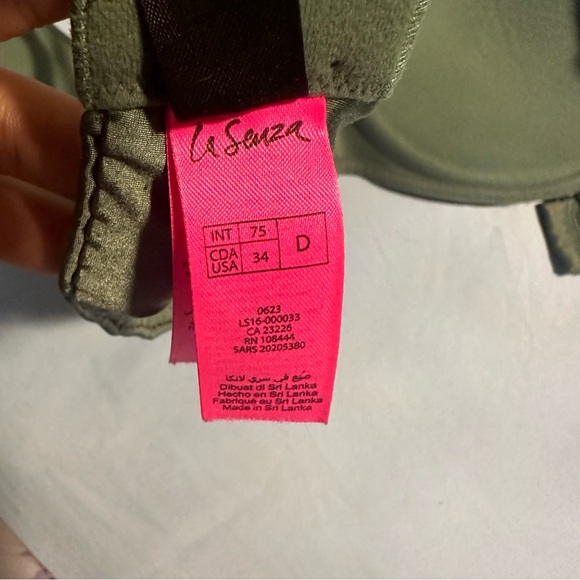 La Senza
INT 75 D
CDA USA 34
0623
LS16-000033
CA 23226
RN 108444
SARS 20205380
صنع في سري لانكا
Dibuat di Sri Lanka
Hecho en Sri Lanka
Fabriqué au Sri Lanka
Made in Sri Lanka